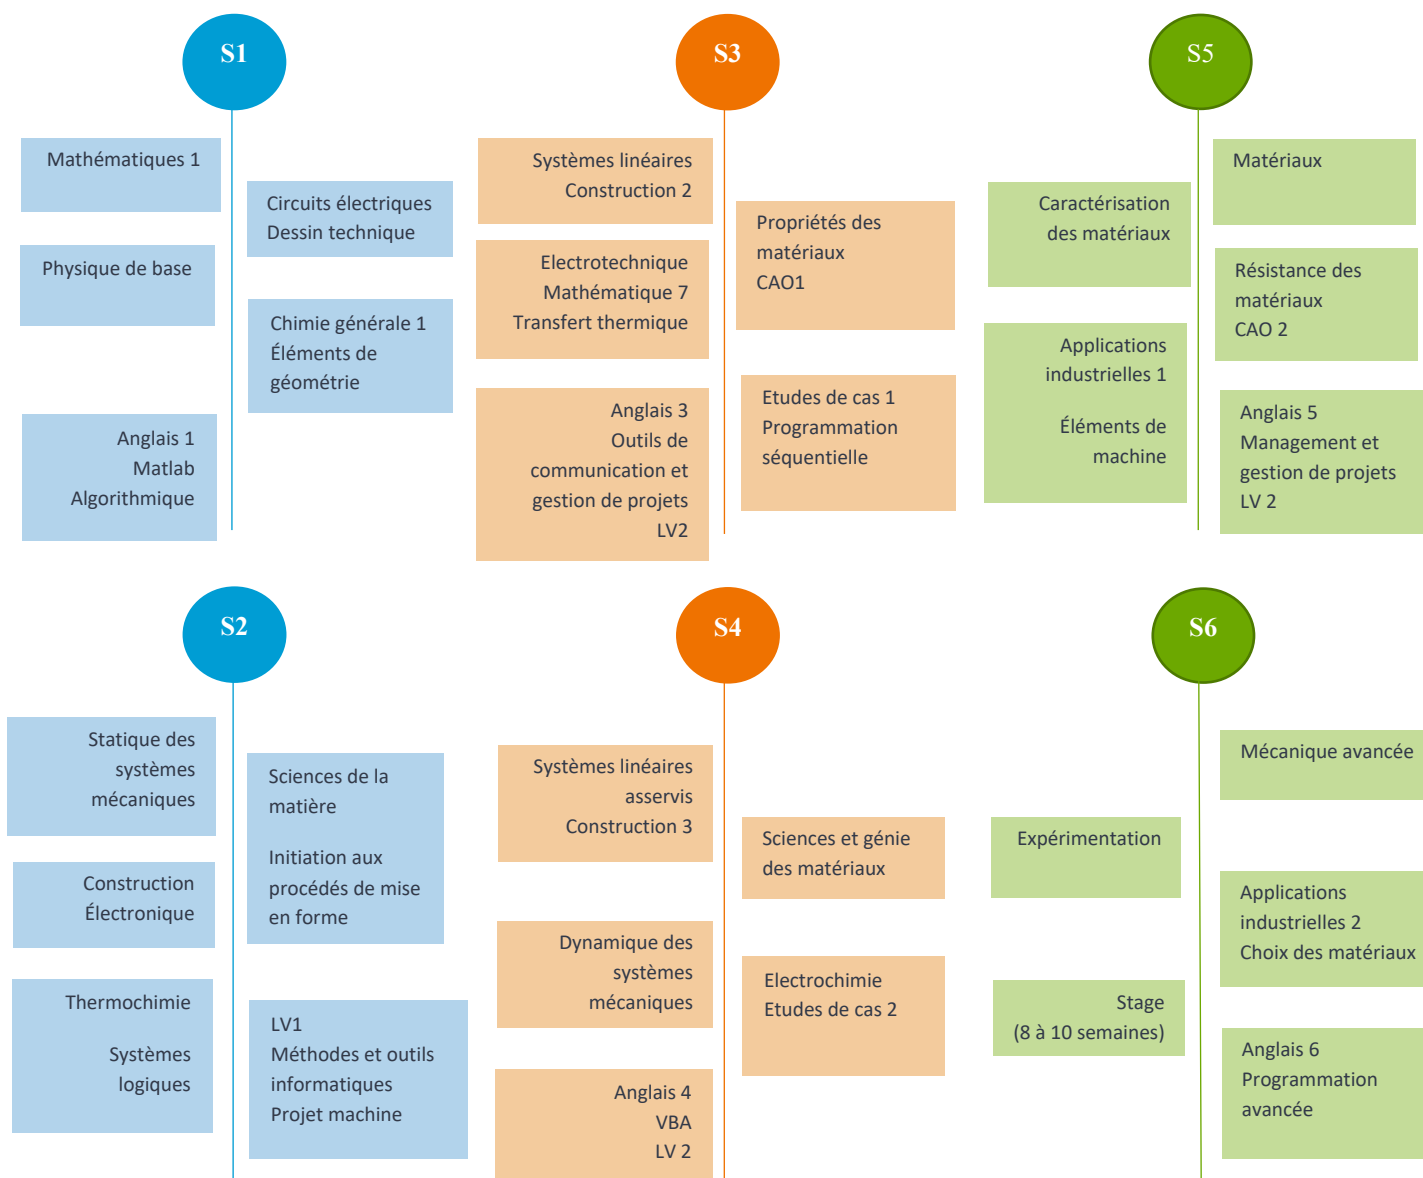 S1
Mathématiques 1
Circuits électriques
Dessin technique
Physique de base
Chimie générale 1
Éléments de
géométrie
Anglais 1
Matlab
Algorithmique
S3
Systèmes linéaires
Construction 2
Propriétés des
matériaux
CAO1
Electrotechnique
Mathématique 7
Transfert thermique
Etudes de cas 1
Programmation
séquentielle
Anglais 3
Outils de
communication et
gestion de projets
LV2
S5
Matériaux
Caractérisation
des matériaux
Résistance des
matériaux
CAO 2
Applications
industrielles 1
Éléments de
machine
Anglais 5
Management et
gestion de projets
LV 2
S2
Statique des
systèmes
mécaniques
Sciences de la
matière
Initiation aux
procédés de mise
en forme
Construction
Électronique
Thermochimie
Systèmes
logiques
LV1
Méthodes et outils
informatiques
Projet machine
S4
Systèmes linéaires
asservis
Construction 3
Sciences et génie
des matériaux
Dynamique des
systèmes
mécaniques
Electrochimie
Etudes de cas 2
Anglais 4
VBA
LV 2
S6
Mécanique avancée
Expérimentation
Applications
industrielles 2
Choix des matériaux
Stage
(8 à 10 semaines)
Anglais 6
Programmation
avancée